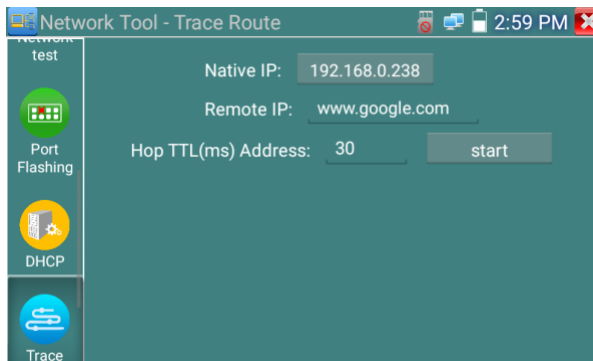 Network Tool - Trace Route
2:59 PM
Network
test
Native IP: 192.168.0.238
Remote IP: www.google.com
Port
Flashing
Hop TTL(ms) Address: 30 start
DHCP
Trace